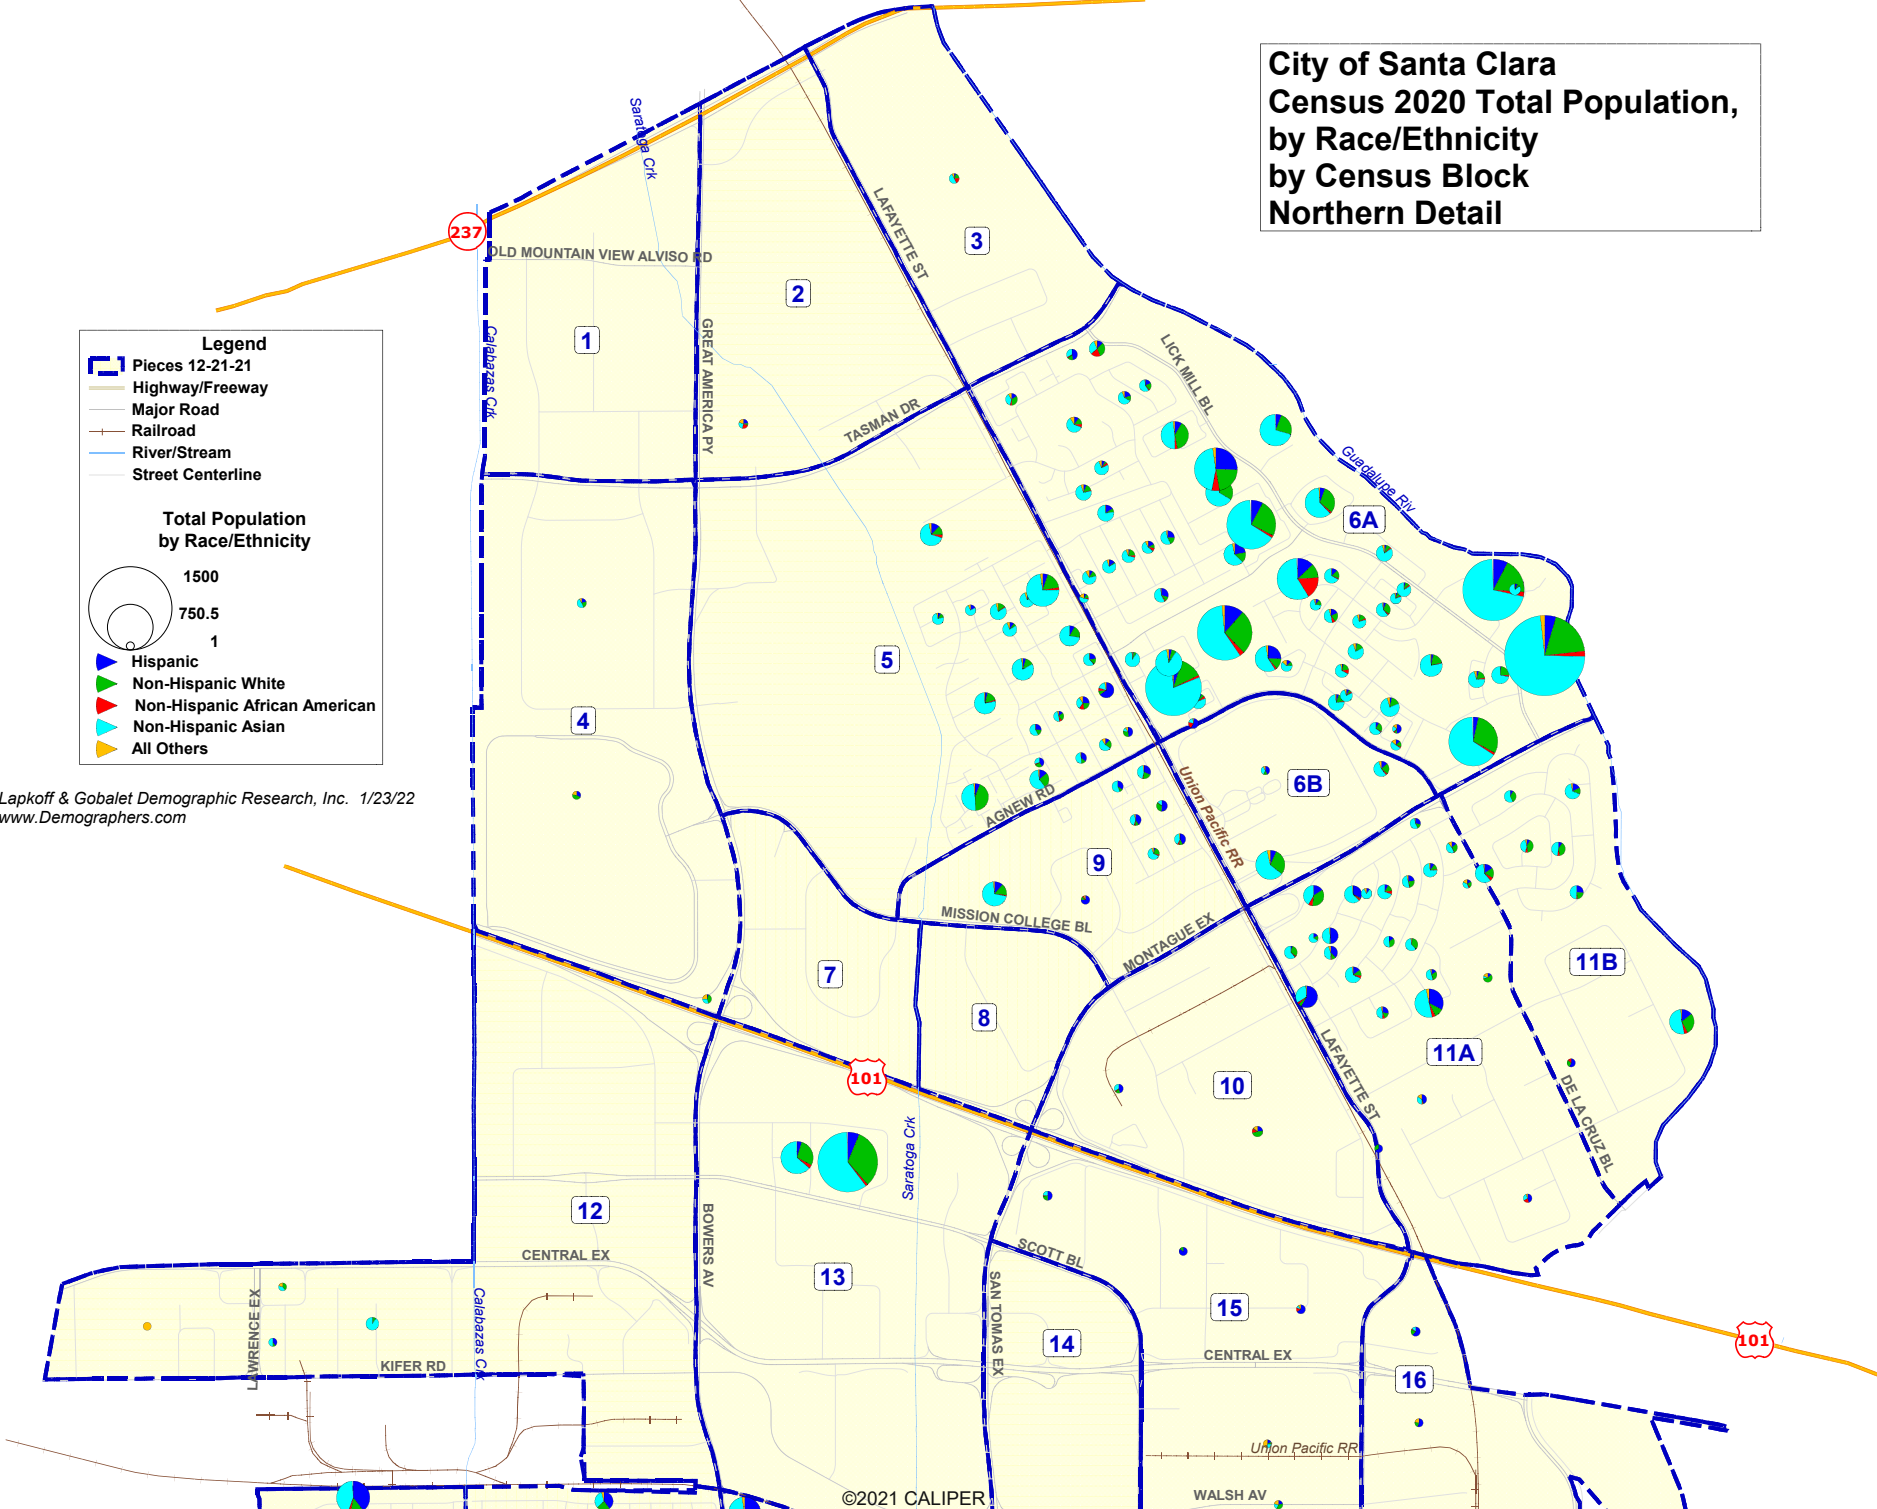 City of Santa Clara
Census 2020 Total Population,
by Race/Ethnicity
by Census Block
Northern Detail
Saratoga Crk
237
OLD MOUNTAIN VIEW ALVISO RD
LAFAYETTE ST
3
2
1
Calabazas Crk
GREAT AMERICA PY
TASMAN DR
LICK MILL BL
Guadalupe Riv
6A
Legend
Pieces 12-21-21
Highway/Freeway
Major Road
Railroad
River/Stream
Street Centerline
Total Population
by Race/Ethnicity
1500
750.5
1
Hispanic
Non-Hispanic White
Non-Hispanic African American
Non-Hispanic Asian
All Others
Lapkoff & Gobalet Demographic Research, Inc. 1/23/22
www.Demographers.com
5
4
6B
AGNEW RD
Union Pacific RR
9
MISSION COLLEGE BL
MONTAGUE EX
7
8
11B
11A
10
101
LAFAYETTE ST
DE LA CRUZ BL
Saratoga Crk
12
BOWERS AV
CENTRAL EX
13
SCOTT BL
SAN TOMAS EX
15
14
CENTRAL EX
101
16
LAWRENCE EX
KIFER RD
Calabazas Crk
Union Pacific RR
WALSH AV
©2021 CALIPER